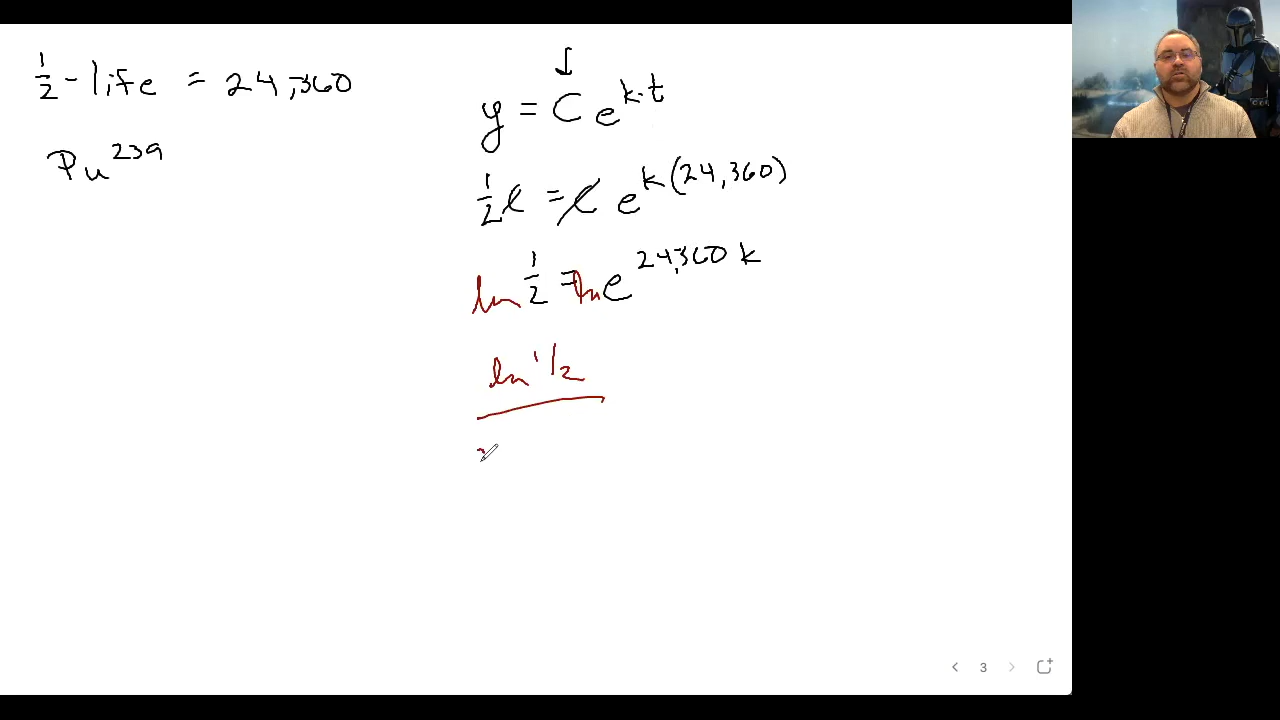 ½-life = 24,360
Pu²³⁹
↓
y = C e^{k·t}
½C = C e^{k(24,360)}
ln ½ = ln e^{24,360 k}
ln ½
3